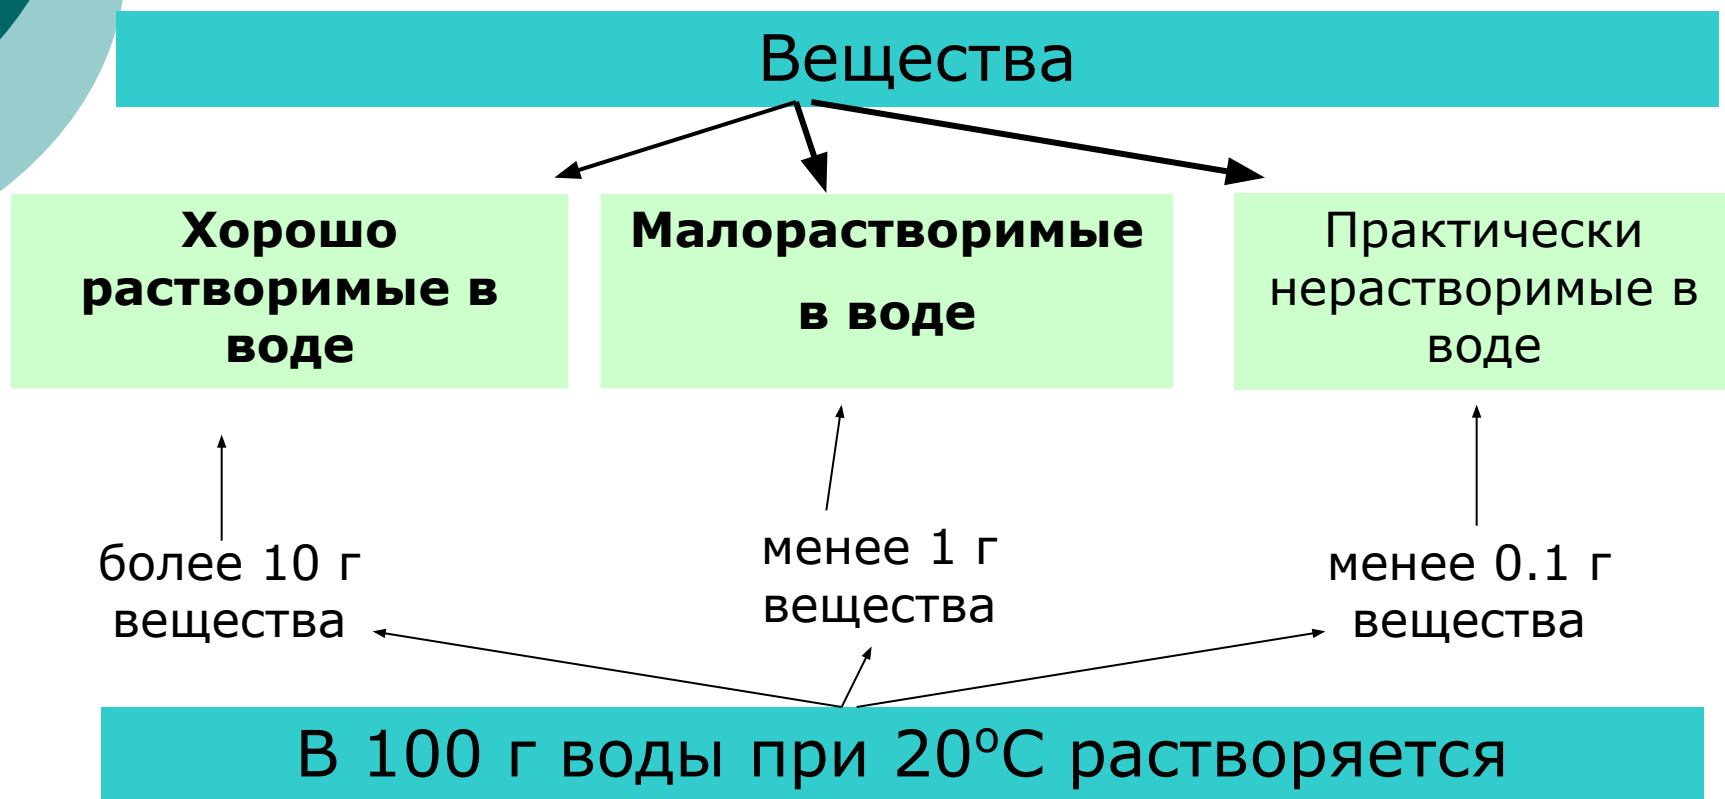 Вещества
Хорошо
растворимые в
воде
Малорастворимые
в воде
Практически
нерастворимые в
воде
более 10 г
вещества
менее 1 г
вещества
менее 0.1 г
вещества
В 100 г воды при 20ºС растворяется